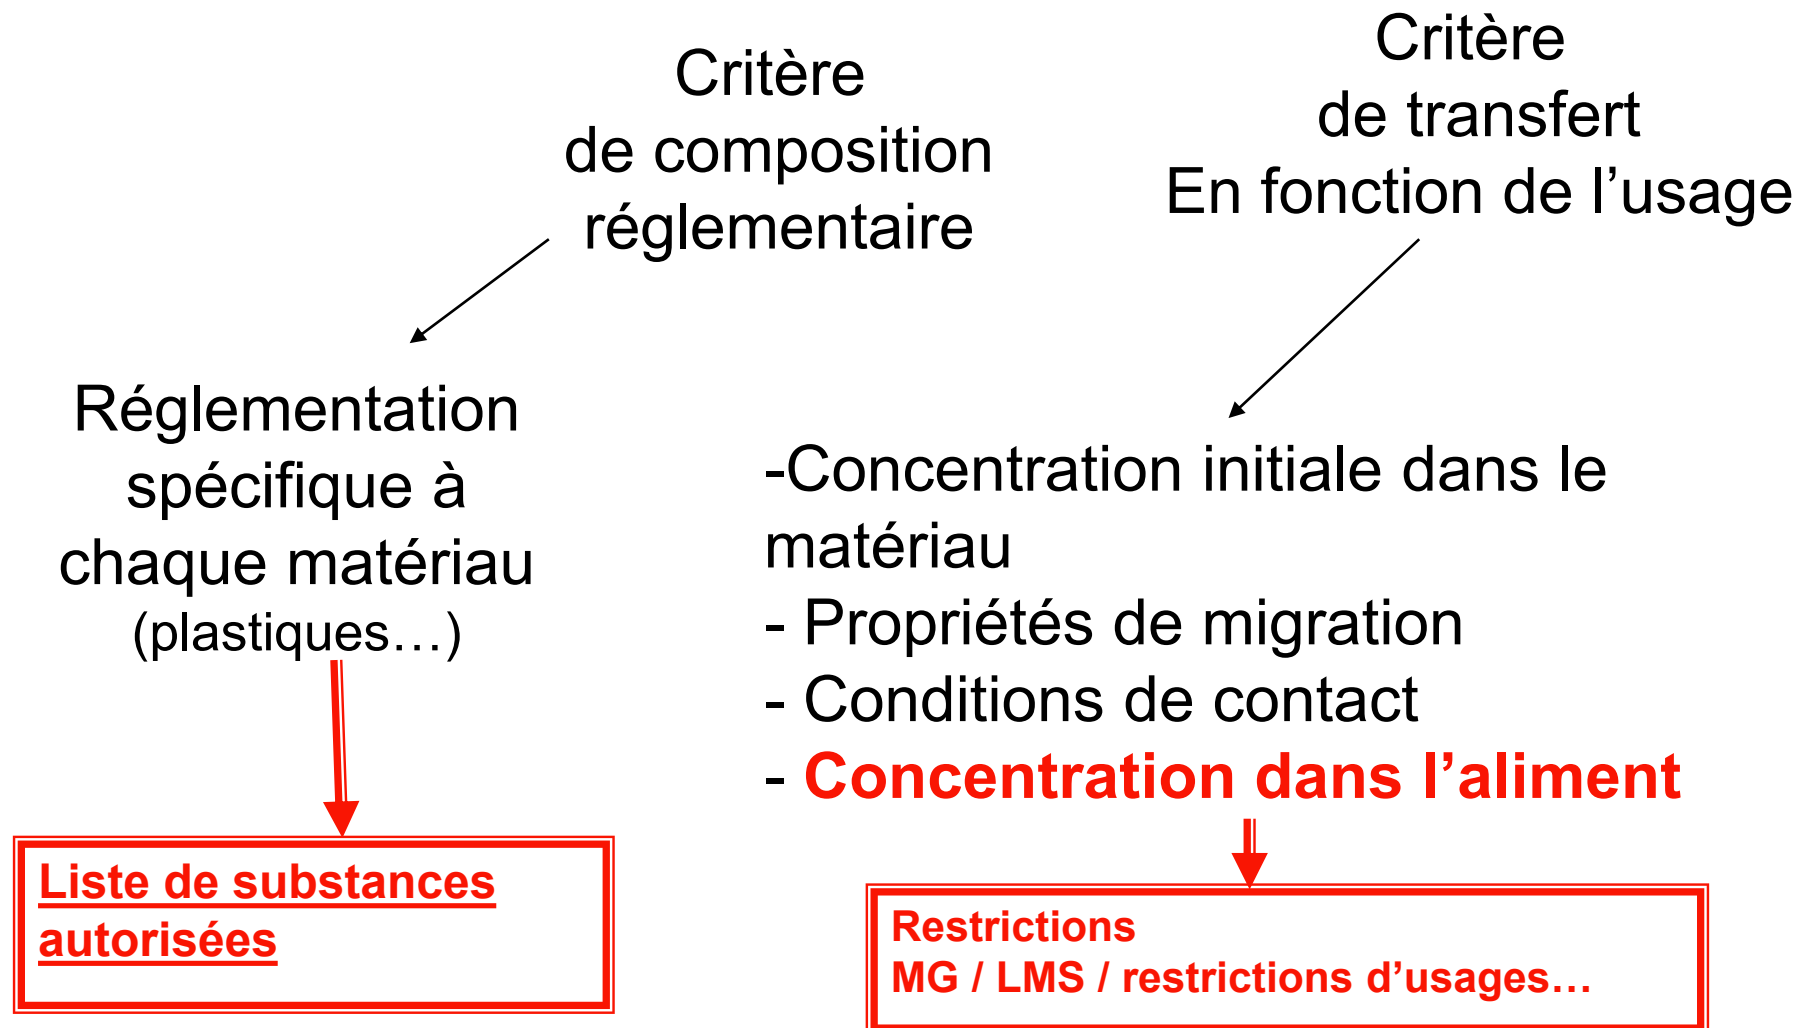 Critère
de composition
réglementaire
Critère
de transfert
En fonction de l’usage
Réglementation
spécifique à
chaque matériau
(plastiques…)
-Concentration initiale dans le
matériau
- Propriétés de migration
- Conditions de contact
- Concentration dans l’aliment
Liste de substances
autorisées
Restrictions
MG / LMS / restrictions d’usages…